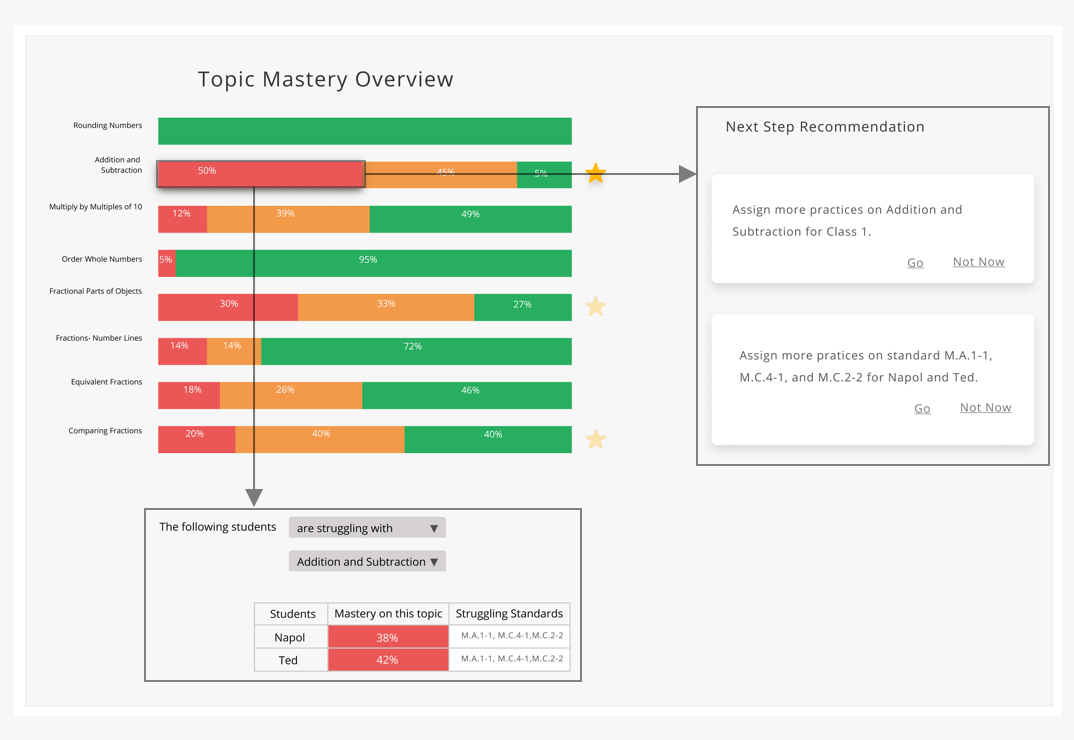 Topic Mastery Overview
Rounding Numbers
Addition and
Subtraction
50%
45%
5%
Multiply by Multiples of 10
12%
39%
49%
Order Whole Numbers
5%
95%
Fractional Parts of Objects
30%
33%
27%
Fractions- Number Lines
14%
14%
72%
Equivalent Fractions
18%
26%
46%
Comparing Fractions
20%
40%
40%
Next Step Recommendation
Assign more practices on Addition and
Subtraction for Class 1.
Go
Not Now
Assign more pratices on standard M.A.1-1,
M.C.4-1, and M.C.2-2 for Napol and Ted.
Go
Not Now
The following students
are struggling with ▼
Addition and Subtraction ▼
Students
Mastery on this topic
Struggling Standards
Napol
38%
M.A.1-1, M.C.4-1,M.C.2-2
Ted
42%
M.A.1-1, M.C.4-1,M.C.2-2